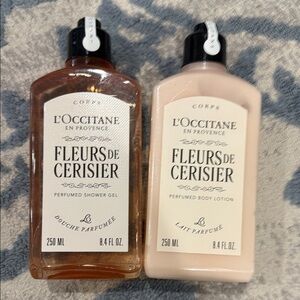 CORPS
L'OCCITANE
EN PROVENCE
FLEURS DE
CERISIER
PERFUMED SHOWER GEL
DOUCHE PARFUMÉE
250 ML 8.4 FL. OZ.
CORPS
L'OCCITANE
EN PROVENCE
FLEURS DE
CERISIER
PERFUMED BODY LOTION
LAIT PARFUMÉ
250 ML 8.4 FL. OZ.